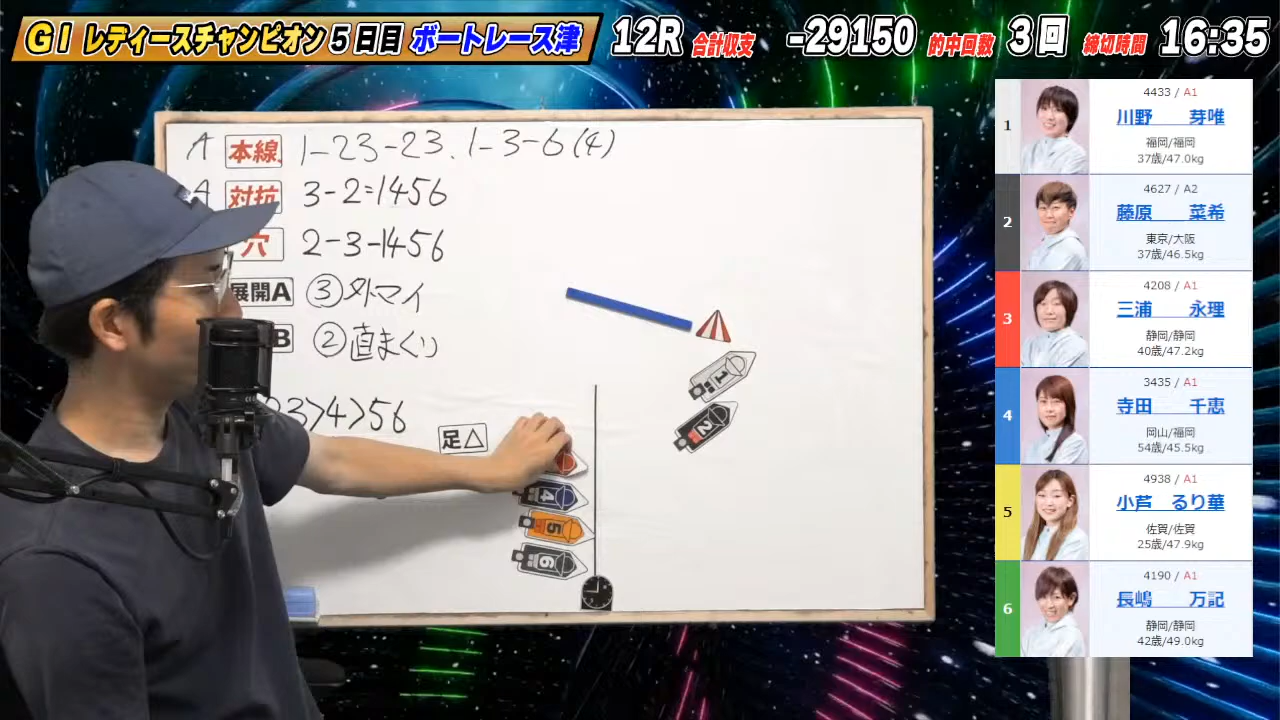 GⅠ レディースチャンピオン 5日目 ボートレース津 12R 合計収支 -29150 的中回数 3回 締切時間 16:35
A 本線 1-23-23. 1-3-6(4)
A 対抗 3-2=1456
穴 2-3-1456
展開A ③外マイ
B ②直まくり
23>4>56
足△
1
2
4
5
6
1 4433 / A1
川野 芽唯
福岡/福岡
37歳/47.0kg
2 4627 / A2
藤原 菜希
東京/大阪
37歳/46.5kg
3 4208 / A1
三浦 永理
静岡/静岡
40歳/47.2kg
4 3435 / A1
寺田 千恵
岡山/福岡
54歳/45.5kg
5 4938 / A1
小芦 るり華
佐賀/佐賀
25歳/47.9kg
6 4190 / A1
長嶋 万記
静岡/静岡
42歳/49.0kg